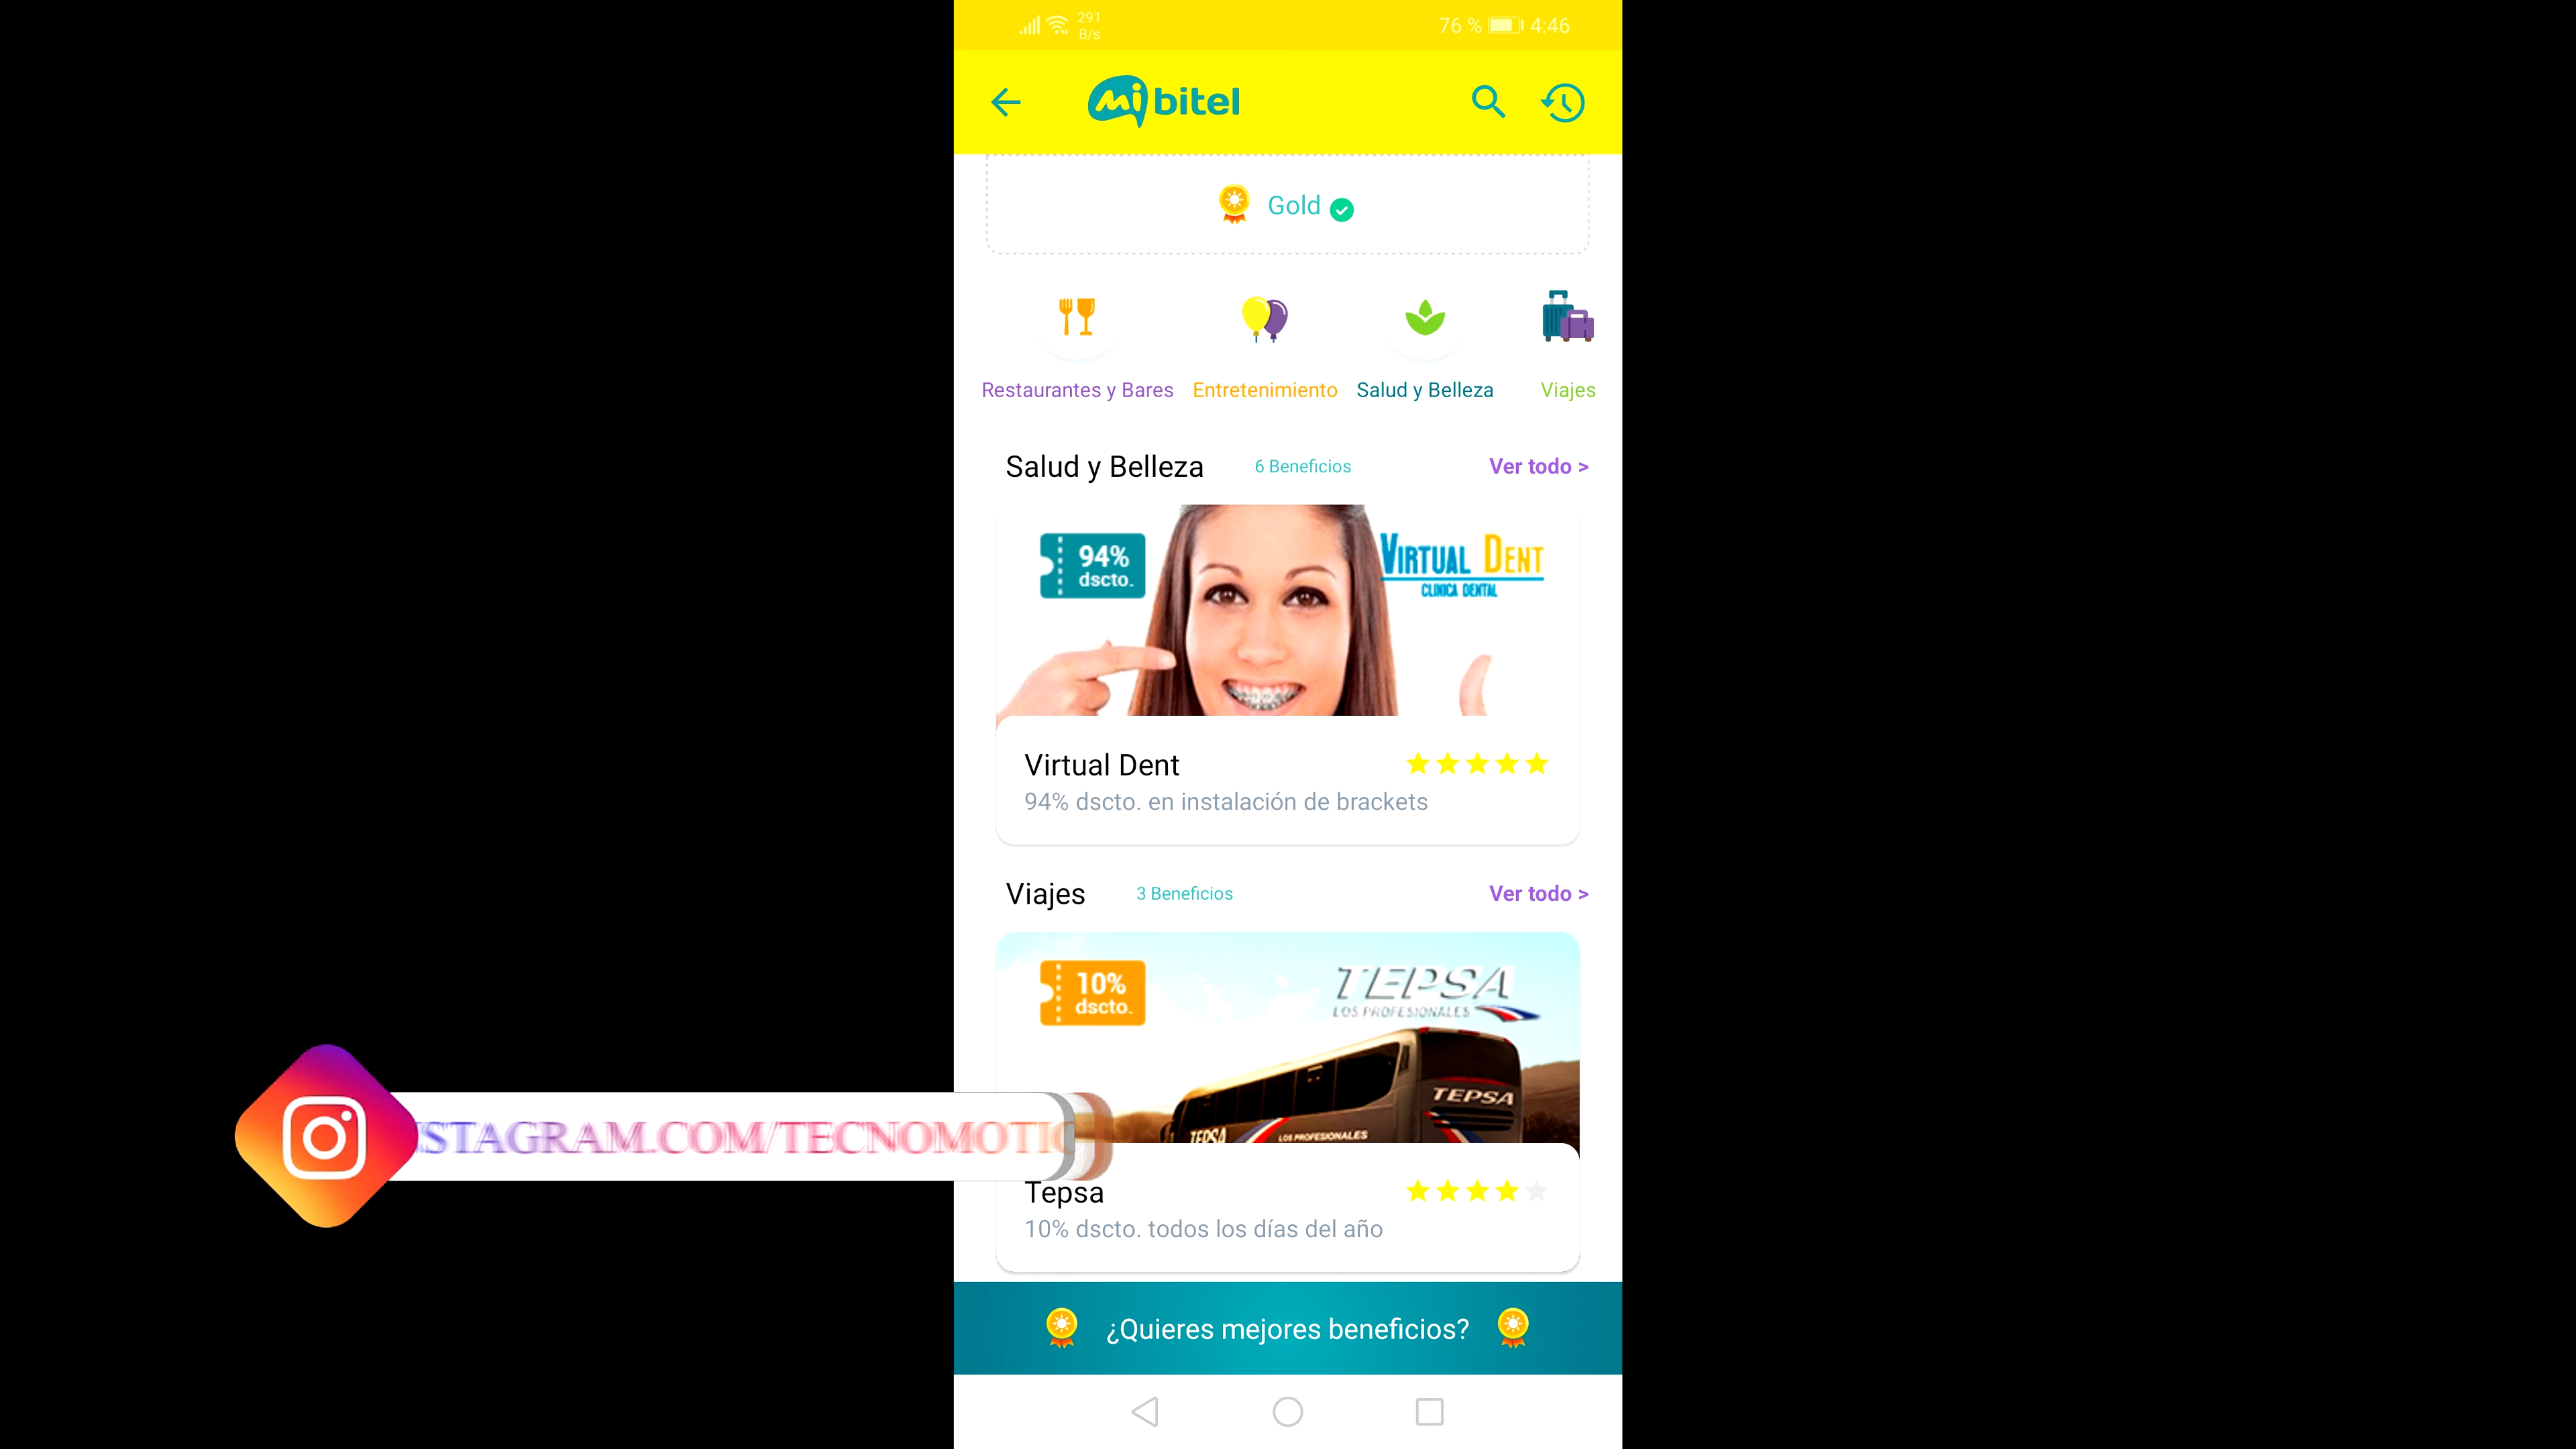 291
B/s
76 %
4:46
mi bitel
Gold
Restaurantes y Bares
Entretenimiento
Salud y Belleza
Viajes
Salud y Belleza
6 Beneficios
Ver todo >
94%
dscto.
VIRTUAL DENT
CLINICA DENTAL
Virtual Dent
94% dscto. en instalación de brackets
Viajes
3 Beneficios
Ver todo >
10%
dscto.
TEPSA
LOS PROFESIONALES
TEPSA
TEPSA
LOS PROFESIONALES
STAGRAM.COM/TECNOMOTIC
Tepsa
10% dscto. todos los días del año
¿Quieres mejores beneficios?